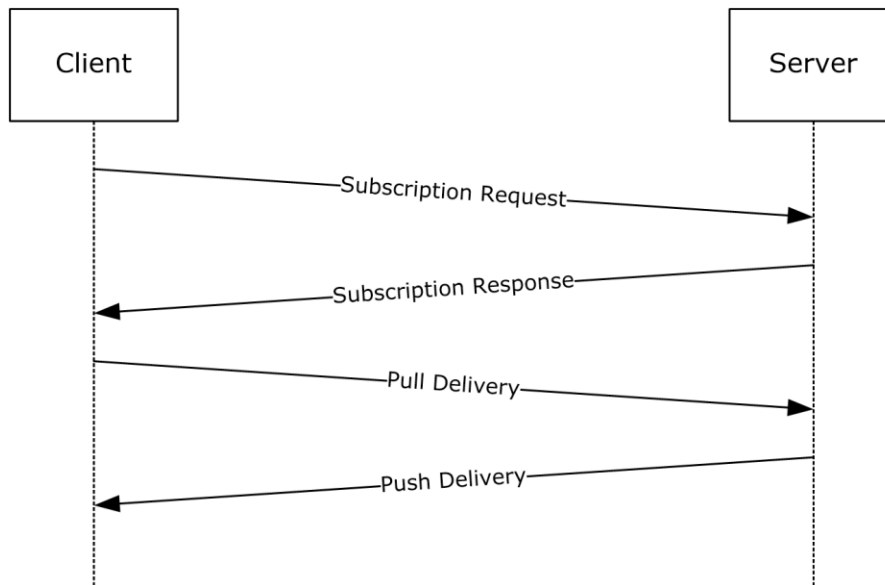 Client
Server
Subscription Request
Subscription Response
Pull Delivery
Push Delivery